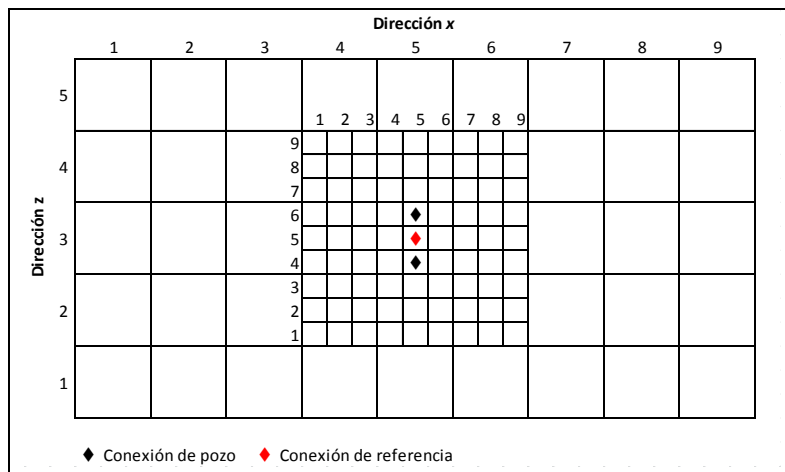 Dirección x
1 2 3 4 5 6 7 8 9
5
1 2 3 4 5 6 7 8 9
9
4
8
7
6
3
5
4
3
2
2
1
1
Dirección z
Conexión de pozo
Conexión de referencia